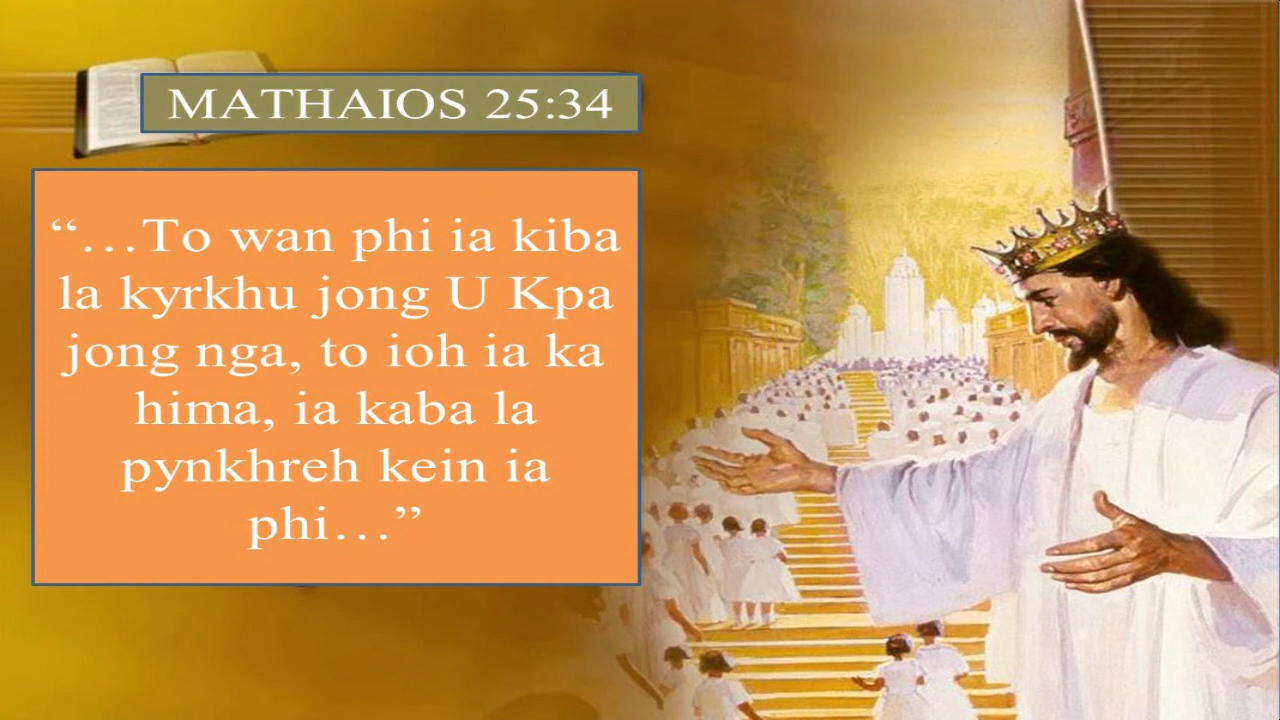 MATHAIOS 25:34
“…To wan phi ia kiba
la kyrkhu jong U Kpa
jong nga, to ioh ia ka
hima, ia kaba la
pynkhreh kein ia
phi…”